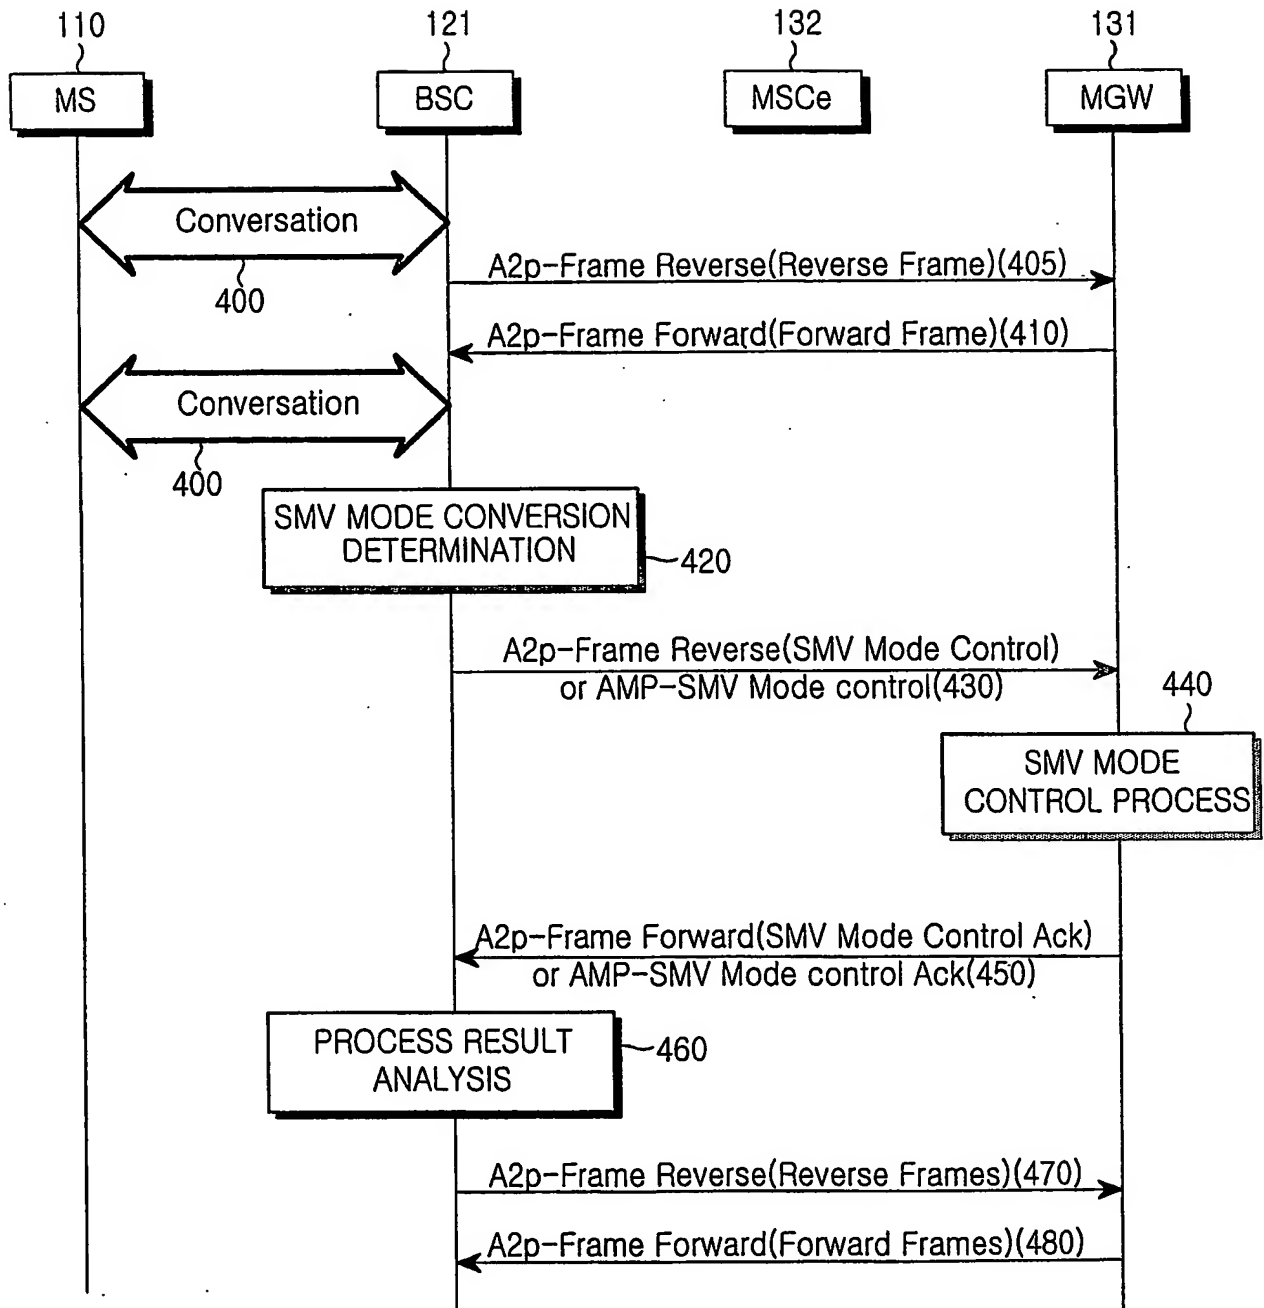 110 121 132 131
MS BSC MSCe MGW
Conversation
400
A2p-Frame Reverse(Reverse Frame)(405)
A2p-Frame Forward(Forward Frame)(410)
Conversation
400
SMV MODE CONVERSION
DETERMINATION
420
A2p-Frame Reverse(SMV Mode Control)
or AMP-SMV Mode control(430)
440
SMV MODE
CONTROL PROCESS
A2p-Frame Forward(SMV Mode Control Ack)
or AMP-SMV Mode control Ack(450)
PROCESS RESULT
ANALYSIS
460
A2p-Frame Reverse(Reverse Frames)(470)
A2p-Frame Forward(Forward Frames)(480)